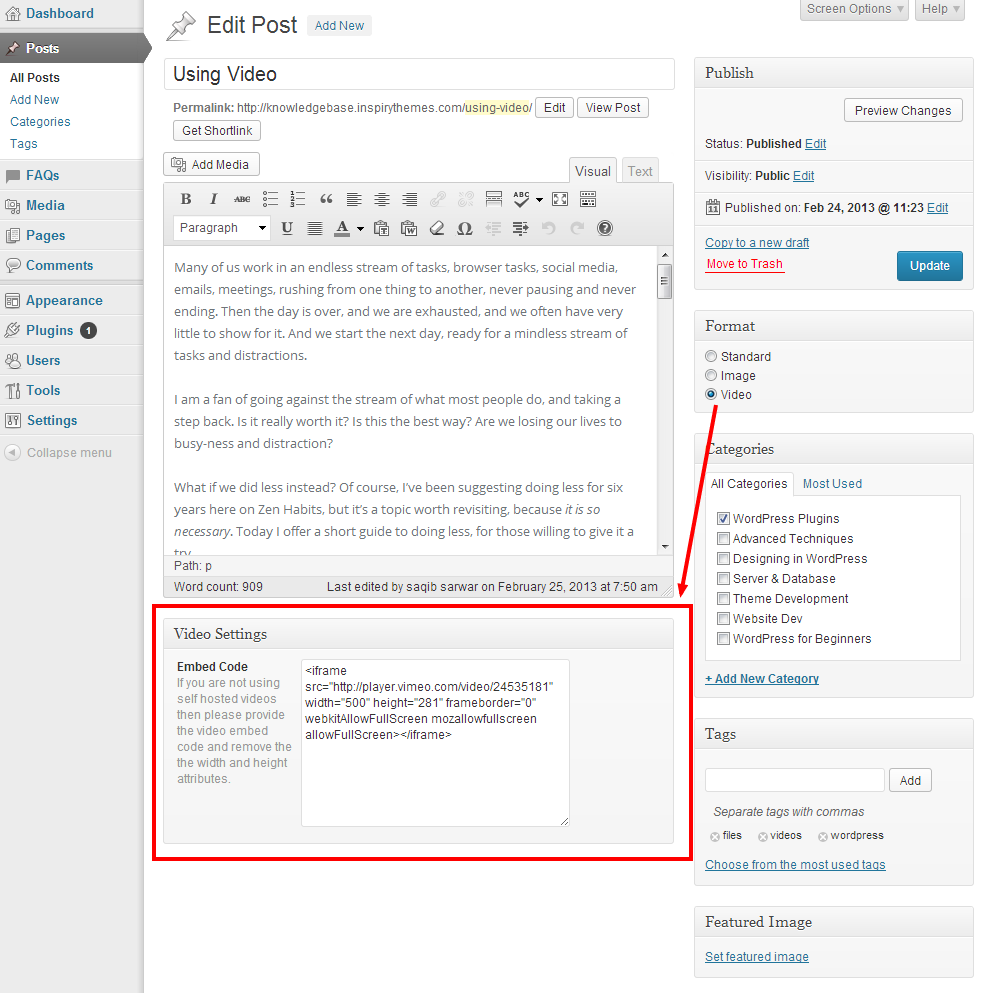 Dashboard
Posts
All Posts
Add New
Categories
Tags
FAQs
Media
Pages
Comments
Appearance
Plugins 1
Users
Tools
Settings
Collapse menu
Screen Options
Help
Edit Post Add New
Using Video
Permalink: http://knowledgebase.inspirythemes.com/using-video/ Edit View Post
Get Shortlink
Add Media
Visual Text
B I ABC ABC
Paragraph U A
Many of us work in an endless stream of tasks, browser tasks, social media,
emails, meetings, rushing from one thing to another, never pausing and never
ending. Then the day is over, and we are exhausted, and we often have very
little to show for it. And we start the next day, ready for a mindless stream of
tasks and distractions.
I am a fan of going against the stream of what most people do, and taking a
step back. Is it really worth it? Is this the best way? Are we losing our lives to
busy-ness and distraction?
What if we did less instead? Of course, I've been suggesting doing less for six
years here on Zen Habits, but it's a topic worth revisiting, because it is so
necessary. Today I offer a short guide to doing less, for those willing to give it a
try.
Path: p
Word count: 909 Last edited by saqib sarwar on February 25, 2013 at 7:50 am
Video Settings
Embed Code
If you are not using
self hosted videos
then please provide
the video embed
code and remove the
the width and height
attributes.
<iframe
src="http://player.vimeo.com/video/24535181"
width="500" height="281" frameborder="0"
webkitAllowFullScreen mozallowfullscreen
allowFullScreen></iframe>
Publish
Preview Changes
Status: Published Edit
Visibility: Public Edit
Published on: Feb 24, 2013 @ 11:23 Edit
Copy to a new draft
Move to Trash
Update
Format
Standard
Image
Video
Categories
All Categories Most Used
WordPress Plugins
Advanced Techniques
Designing in WordPress
Server & Database
Theme Development
Website Dev
WordPress for Beginners
+ Add New Category
Tags
Add
Separate tags with commas
files videos wordpress
Choose from the most used tags
Featured Image
Set featured image